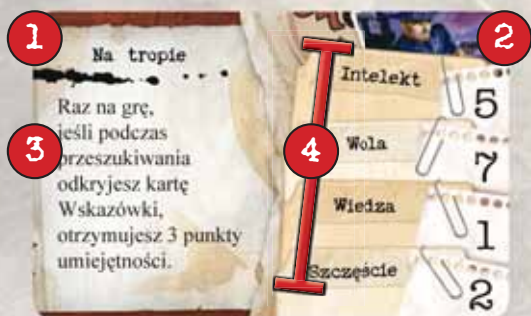 1
2
Na tropie
3
Raz na grę,
jeśli podczas
przeszukiwania
odkryjesz kartę
Wskazówki,
otrzymujesz 3 punkty
umiejętności.
4
Intelekt
5
Wola
7
Wiedza
1
Szczęście
2